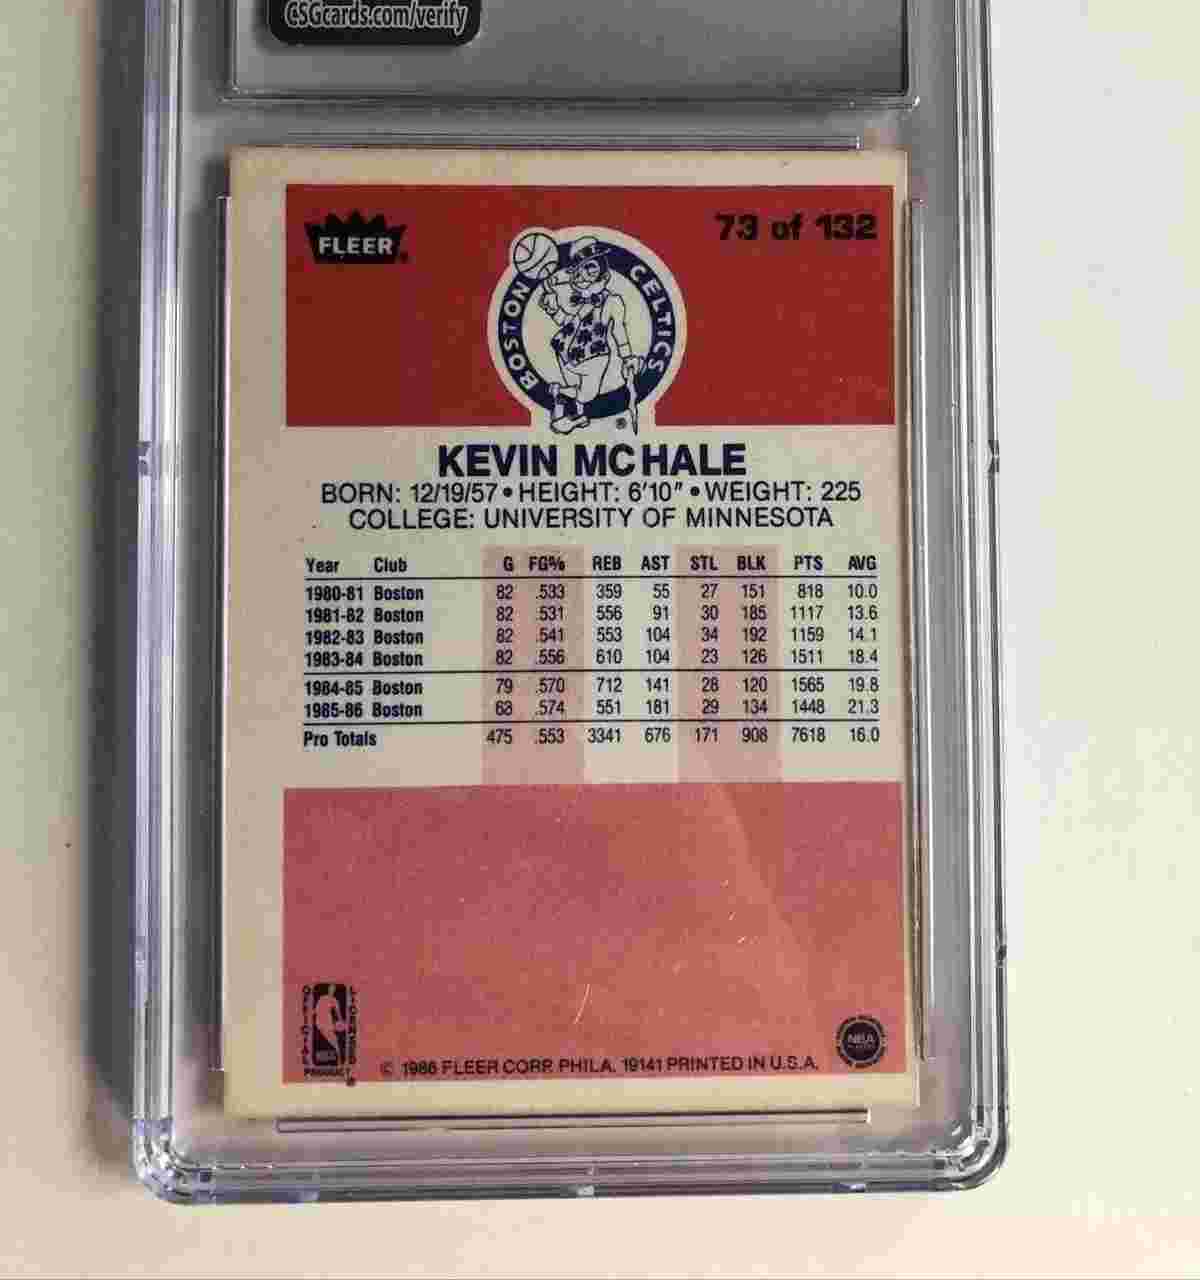 CSGcards.com/verify
FLEER®
73 of 132
BOSTON CELTICS
®
KEVIN MCHALE
BORN: 12/19/57 • HEIGHT: 6'10" • WEIGHT: 225
COLLEGE: UNIVERSITY OF MINNESOTA
Year Club G FG% REB AST STL BLK PTS AVG
1980-81 Boston 82 .533 359 55 27 151 818 10.0
1981-82 Boston 82 .531 556 91 30 185 1117 13.6
1982-83 Boston 82 .541 553 104 34 192 1159 14.1
1983-84 Boston 82 .556 610 104 23 126 1511 18.4
1984-85 Boston 79 .570 712 141 28 120 1565 19.8
1985-86 Boston 68 .574 551 181 29 134 1448 21.3
Pro Totals 475 .553 3341 676 171 908 7618 16.0
OFFICIAL LICENSED
NBA
PRODUCT
© 1986 FLEER CORP. PHILA. 19141 PRINTED IN U.S.A.
NBA